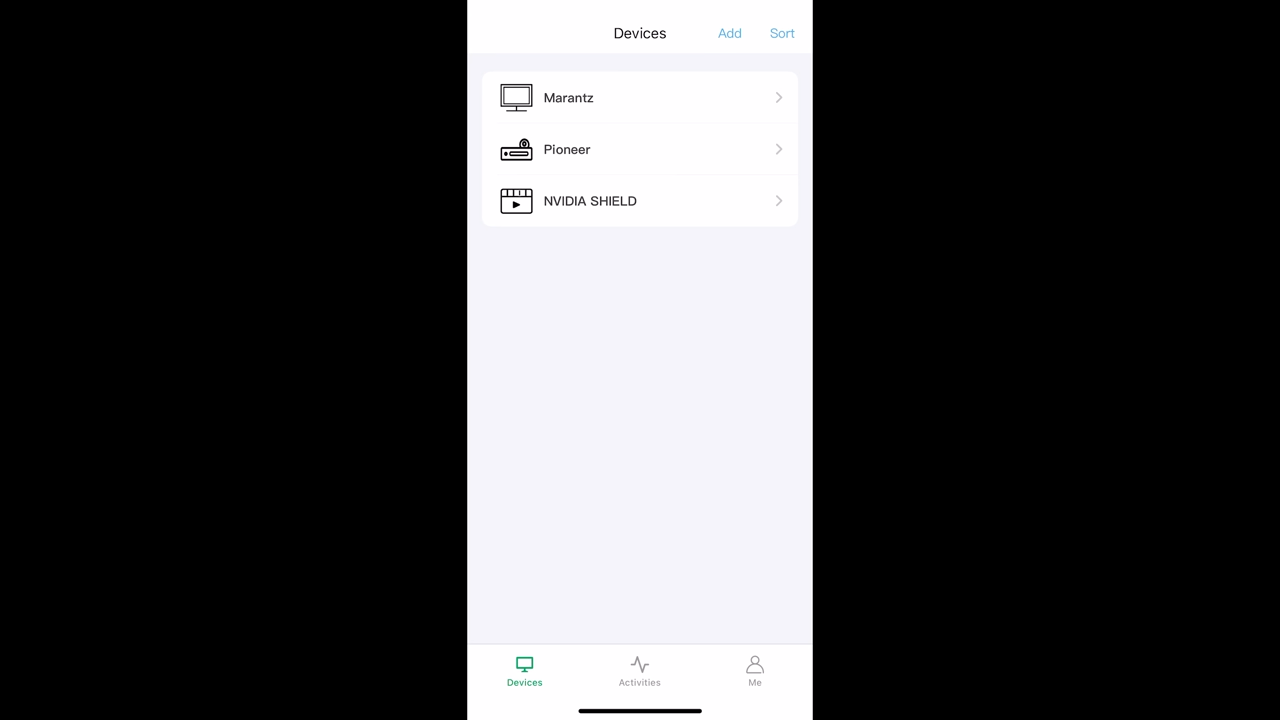 Devices Add Sort
Marantz
Pioneer
NVIDIA SHIELD
Devices Activities Me